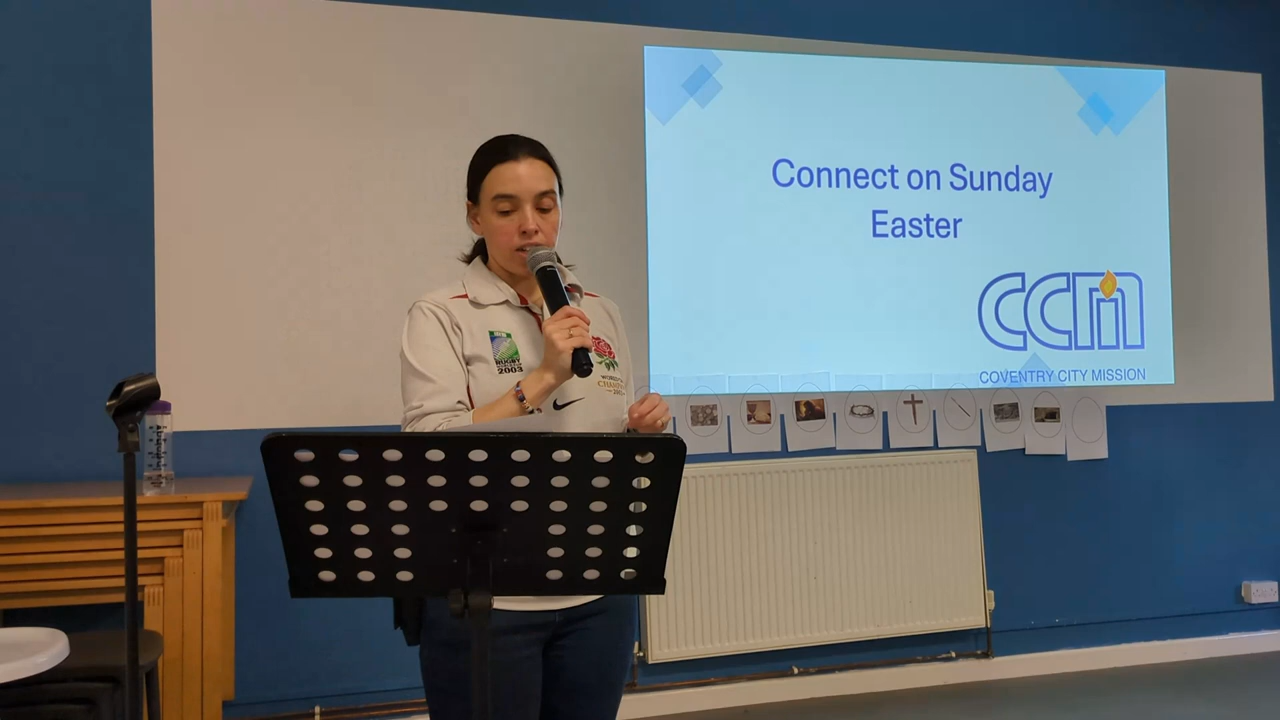 Connect on Sunday
Easter
CCM
COVENTRY CITY MISSION
RUGBY
2003